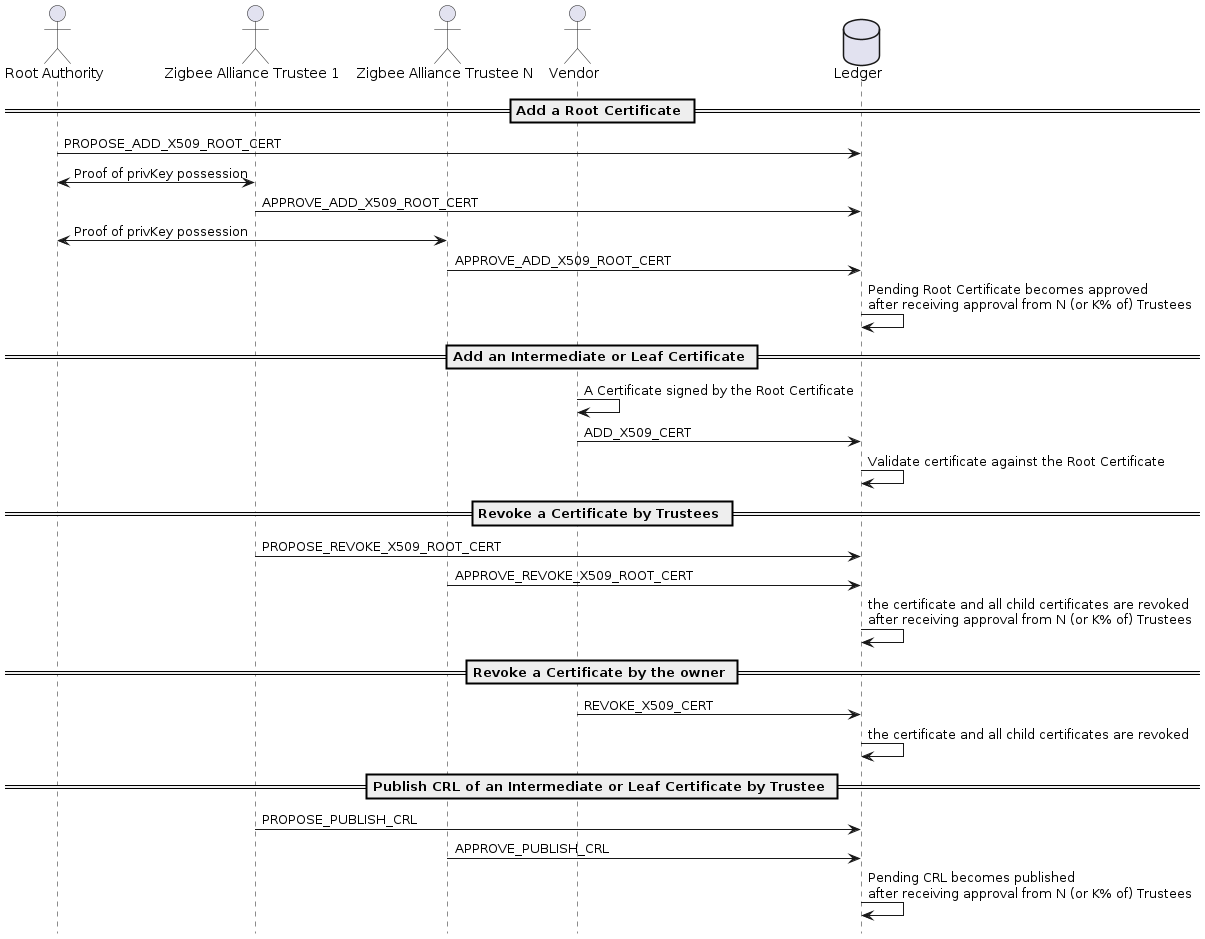 Root Authority
Zigbee Alliance Trustee 1
Zigbee Alliance Trustee N
Vendor
Ledger
Add a Root Certificate
PROPOSE_ADD_X509_ROOT_CERT
Proof of privKey possession
APPROVE_ADD_X509_ROOT_CERT
Proof of privKey possession
APPROVE_ADD_X509_ROOT_CERT
Pending Root Certificate becomes approved
after receiving approval from N (or K% of) Trustees
Add an Intermediate or Leaf Certificate
A Certificate signed by the Root Certificate
ADD_X509_CERT
Validate certificate against the Root Certificate
Revoke a Certificate by Trustees
PROPOSE_REVOKE_X509_ROOT_CERT
APPROVE_REVOKE_X509_ROOT_CERT
the certificate and all child certificates are revoked
after receiving approval from N (or K% of) Trustees
Revoke a Certificate by the owner
REVOKE_X509_CERT
the certificate and all child certificates are revoked
Publish CRL of an Intermediate or Leaf Certificate by Trustee
PROPOSE_PUBLISH_CRL
APPROVE_PUBLISH_CRL
Pending CRL becomes published
after receiving approval from N (or K% of) Trustees